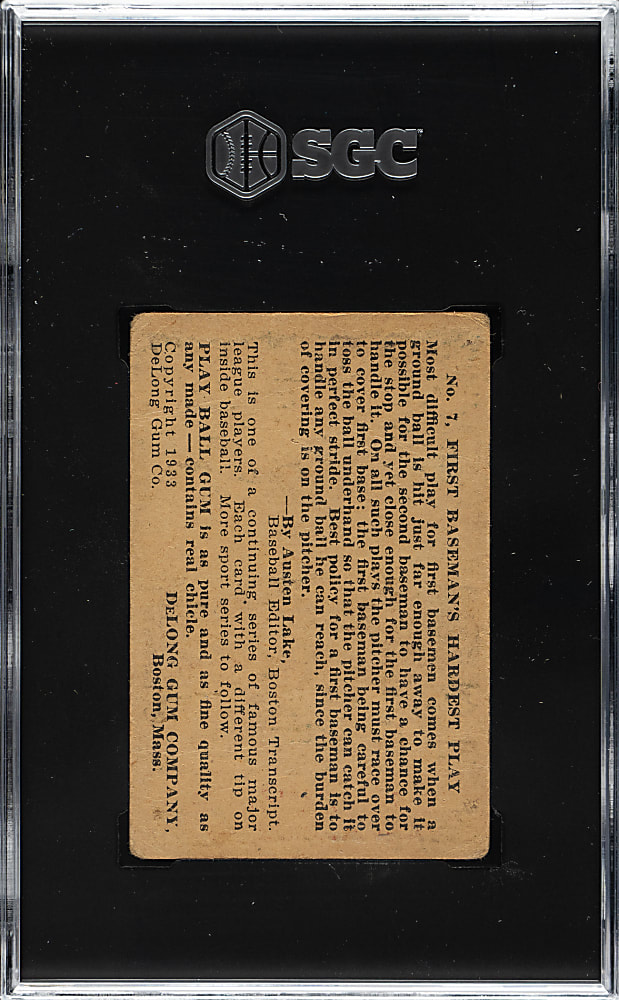 SGC
No. 7, FIRST BASEMAN'S HARDEST PLAY
Most difficult play for first basemen comes when a
ground ball is hit just far enough away to make it
possible for the second baseman to have a chance for
the stop and yet close enough for the first baseman to
handle it. On all such plays the pitcher must race over
to cover first base; the first baseman being careful to
toss the ball underhand so that the pitcher can catch it
in perfect stride. Best policy for a first baseman is to
handle any ground ball he can reach, since the burden
of covering is on the pitcher.
—By Austen Lake,
Baseball Editor, Boston Transcript.
This is one of a continuing series of famous major
league players. Each card with a different tip on
inside baseball. More sport series to follow.
PLAY BALL GUM is as pure and as fine quality as
any made — contains real chicle.
DELONG GUM COMPANY,
Copyright 1933
Boston, Mass.
DeLong Gum Co.